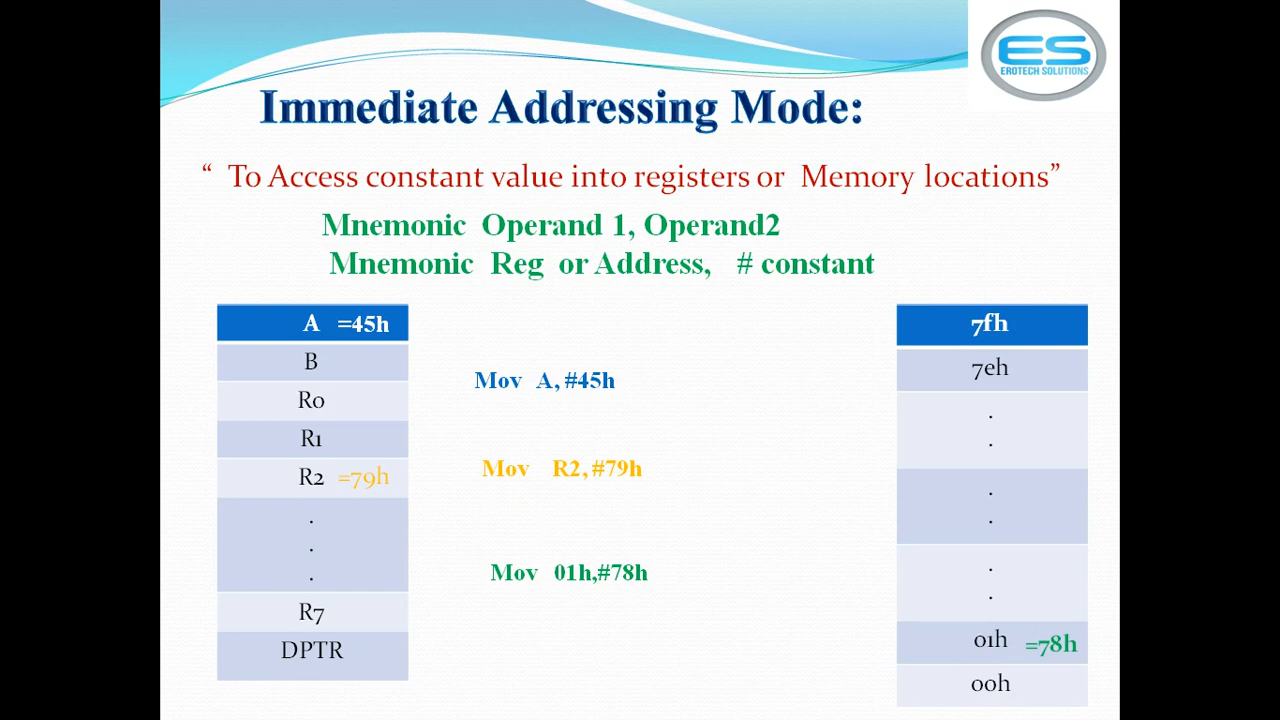 ES
EROTECH SOLUTIONS
Immediate Addressing Mode:
“ To Access constant value into registers or Memory locations”
Mnemonic Operand 1, Operand2
Mnemonic Reg or Address, # constant
A =45h
B
R0
R1
R2 =79h
.
.
.
R7
DPTR
Mov A, #45h
Mov R2, #79h
Mov 01h,#78h
7fh
7eh
.
.
.
.
.
.
01h =78h
00h